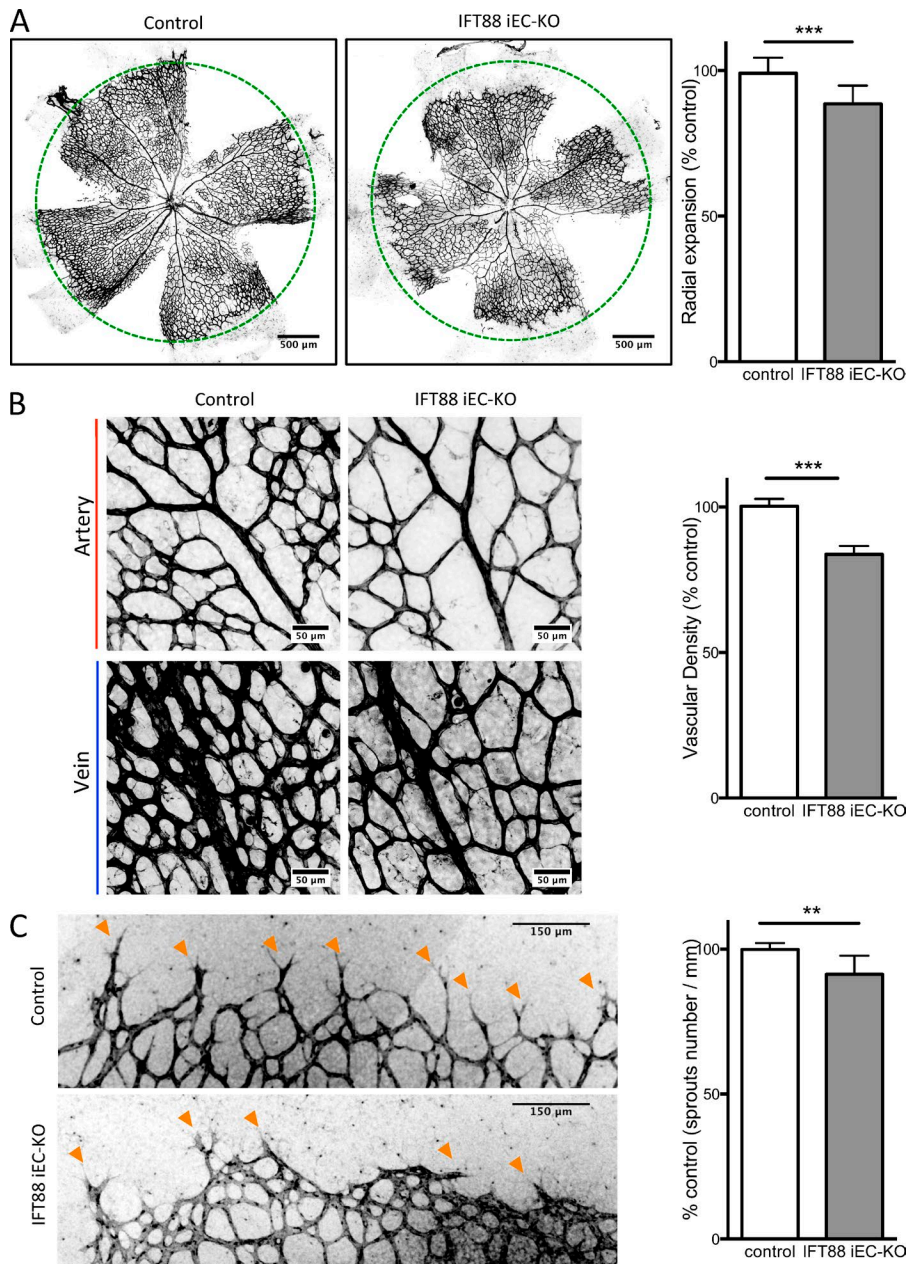 A
Control
IFT88 iEC-KO
500 µm
500 µm
***
Radial expansion (% control)
100
50
0
control
IFT88 iEC-KO
B
Control
IFT88 iEC-KO
Artery
50 µm
50 µm
Vein
50 µm
50 µm
***
Vascular Density (% control)
100
50
0
control
IFT88 iEC-KO
C
Control
150 µm
IFT88 iEC-KO
150 µm
**
% control (sprouts number / mm)
100
50
0
control
IFT88 iEC-KO